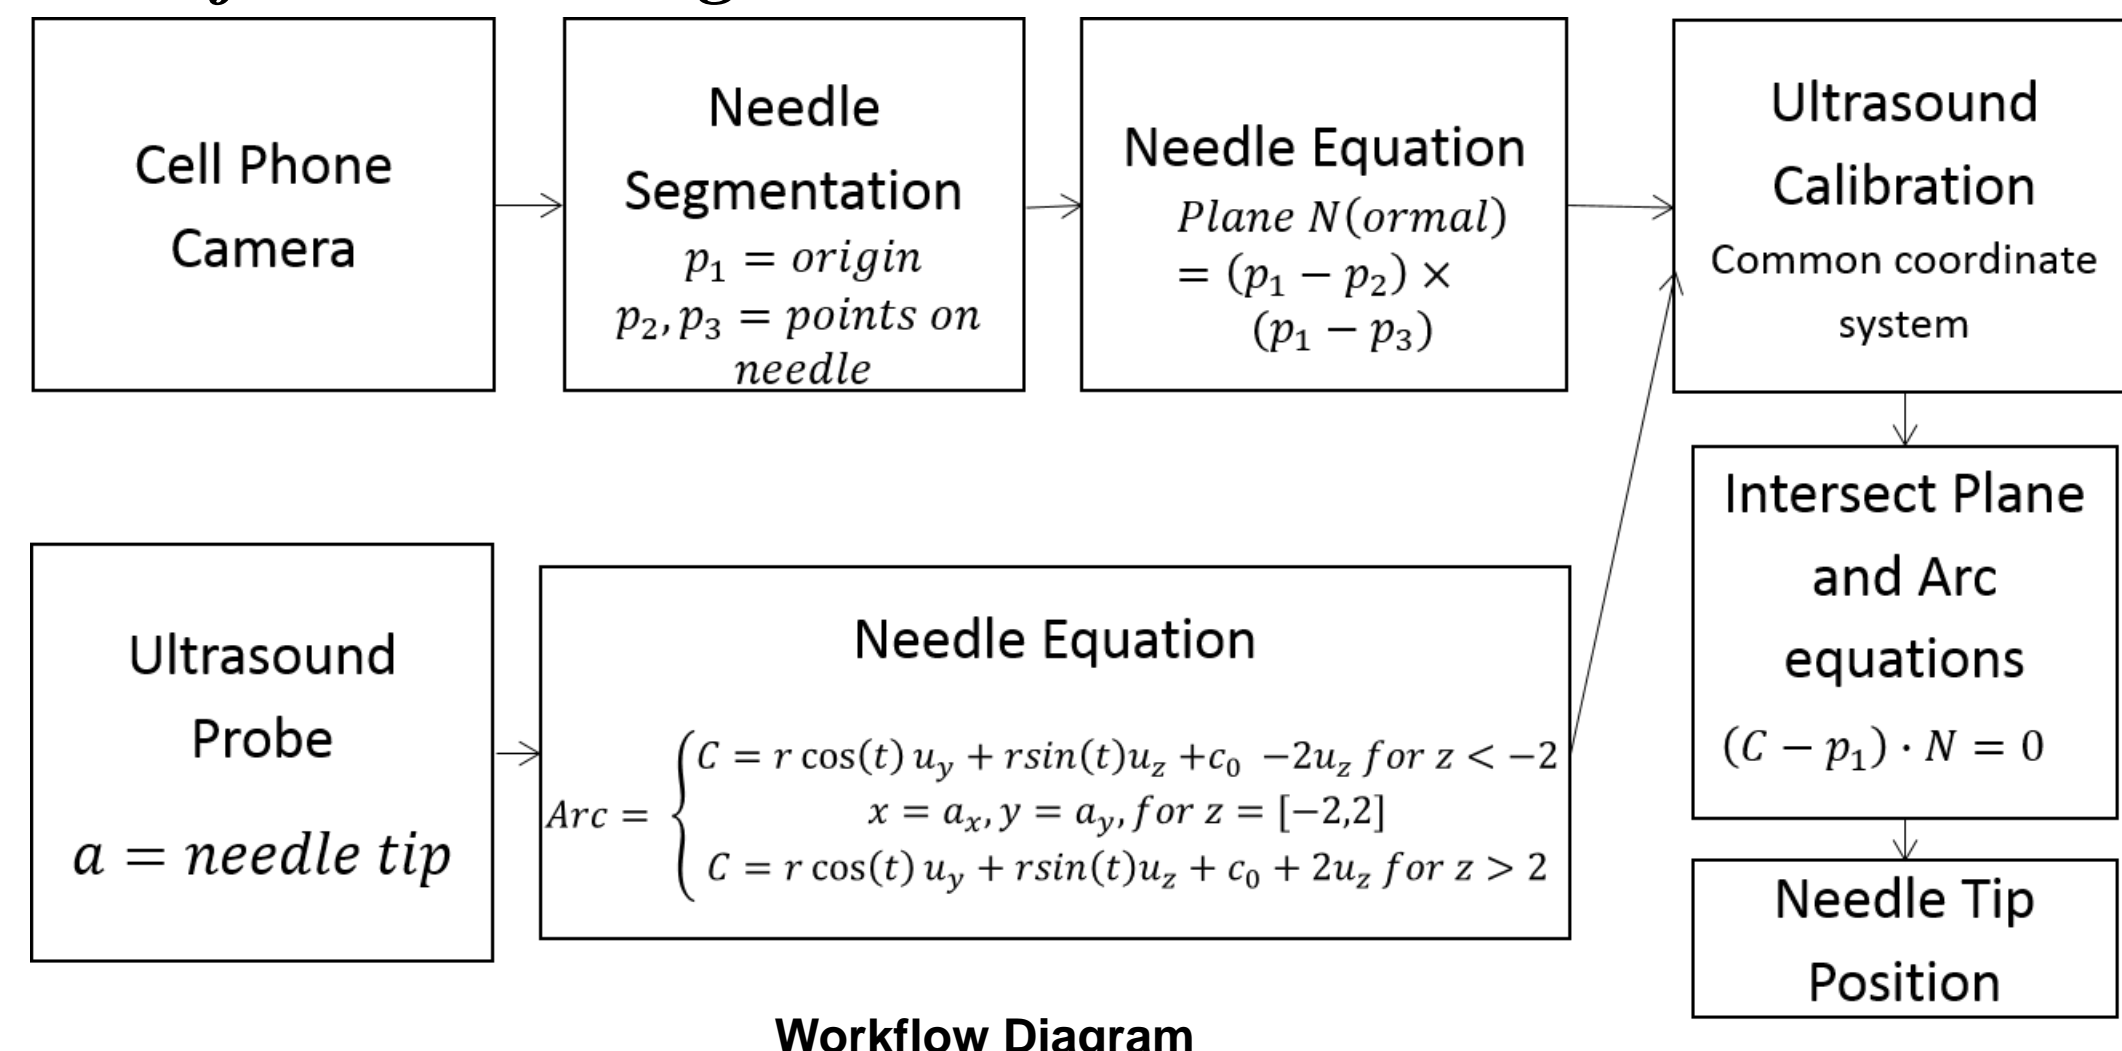 Cell Phone
Camera
Needle
Segmentation
p₁ = origin
p₂, p₃ = points on
needle
Needle Equation
Plane N(ormal)
= (p₁ − p₂) ×
(p₁ − p₃)
Ultrasound
Calibration
Common coordinate
system
Ultrasound
Probe
a = needle tip
Needle Equation
Arc =
C = r cos(t) u_y + rsin(t)u_z +c₀ −2u_z for z < −2
x = a_x, y = a_y, for z = [−2,2]
C = r cos(t) u_y + rsin(t)u_z + c₀ + 2u_z for z > 2
Intersect Plane
and Arc
equations
(C − p₁) · N = 0
Needle Tip
Position
Workflow Diagram